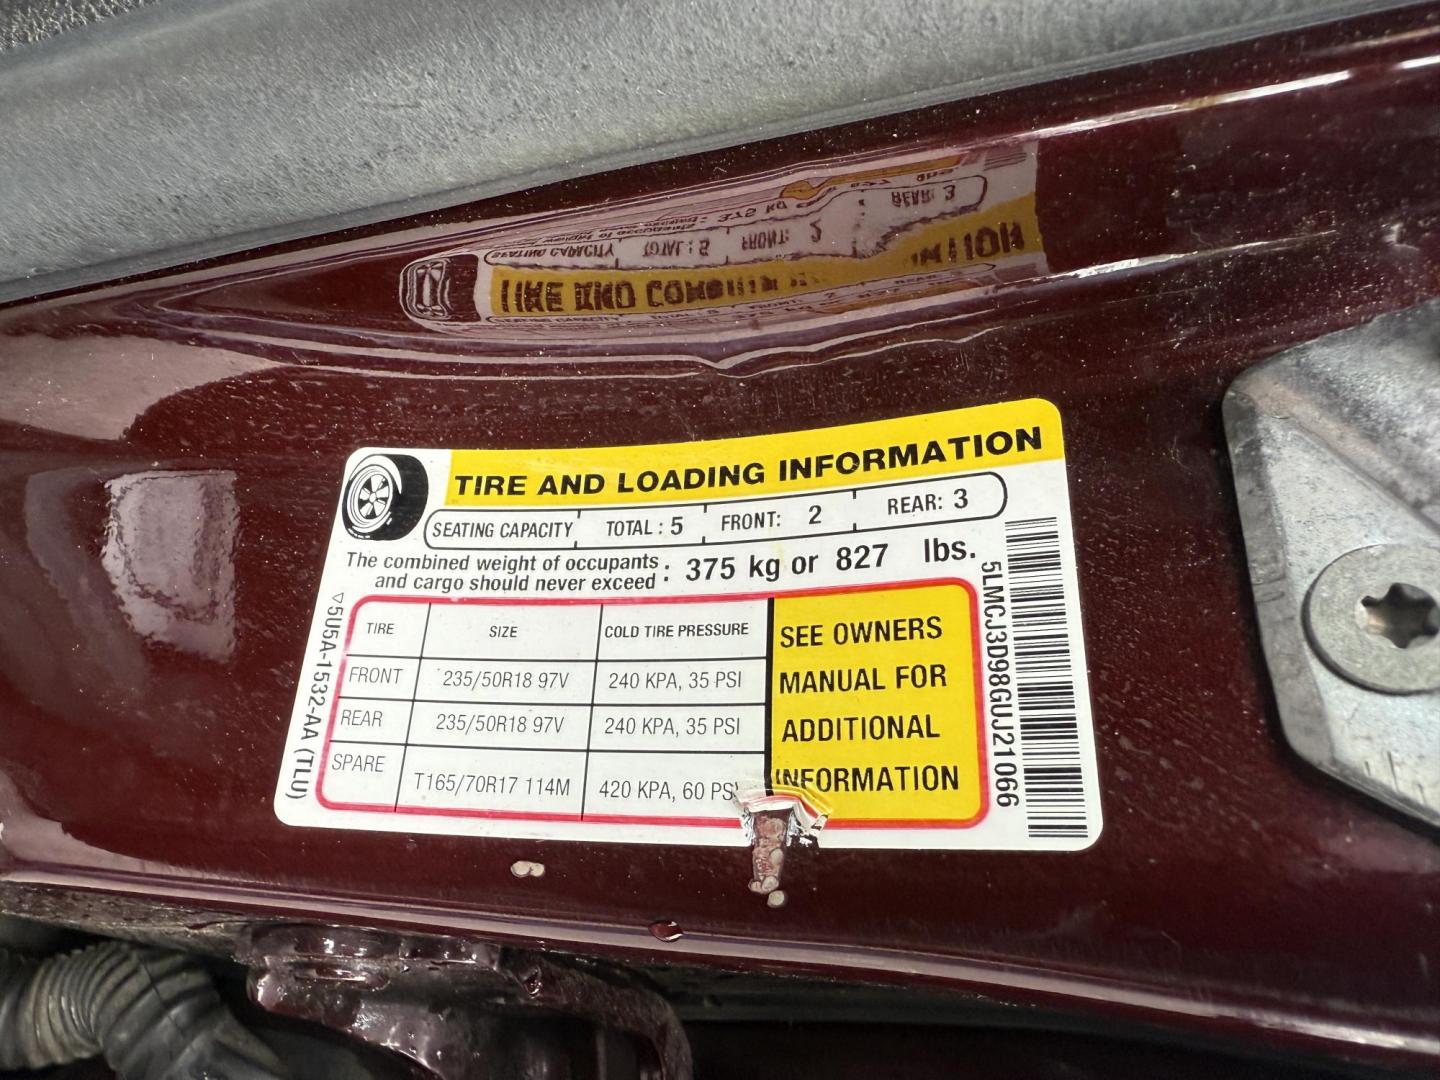 TIRE AND LOADING INFORMATION
SEATING CAPACITY TOTAL : 5 FRONT: 2 REAR: 3
The combined weight of occupants
and cargo should never exceed : 375 kg or 827 lbs.
TIRE SIZE COLD TIRE PRESSURE
FRONT 235/50R18 97V 240 KPA, 35 PSI
REAR 235/50R18 97V 240 KPA, 35 PSI
SPARE T165/70R17 114M 420 KPA, 60 PSI
SEE OWNERS
MANUAL FOR
ADDITIONAL
INFORMATION
5U5A-1532-AA (TLU)
5LMCJ3D98GUJ21066